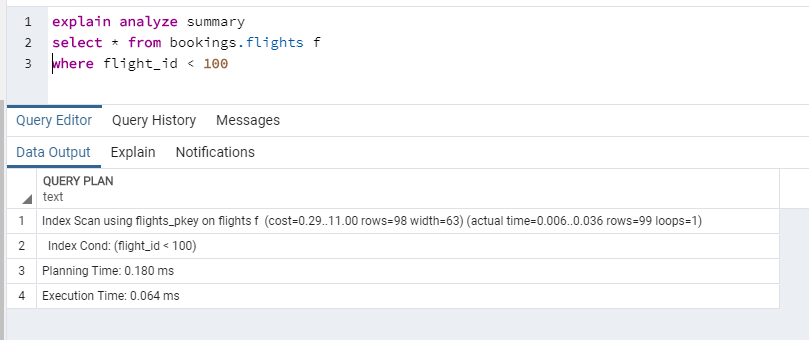 1 explain analyze summary
2 select * from bookings.flights f
3 where flight_id < 100
Query Editor Query History Messages
Data Output Explain Notifications
QUERY PLAN
text
1 Index Scan using flights_pkey on flights f (cost=0.29..11.00 rows=98 width=63) (actual time=0.006..0.036 rows=99 loops=1)
2 Index Cond: (flight_id < 100)
3 Planning Time: 0.180 ms
4 Execution Time: 0.064 ms